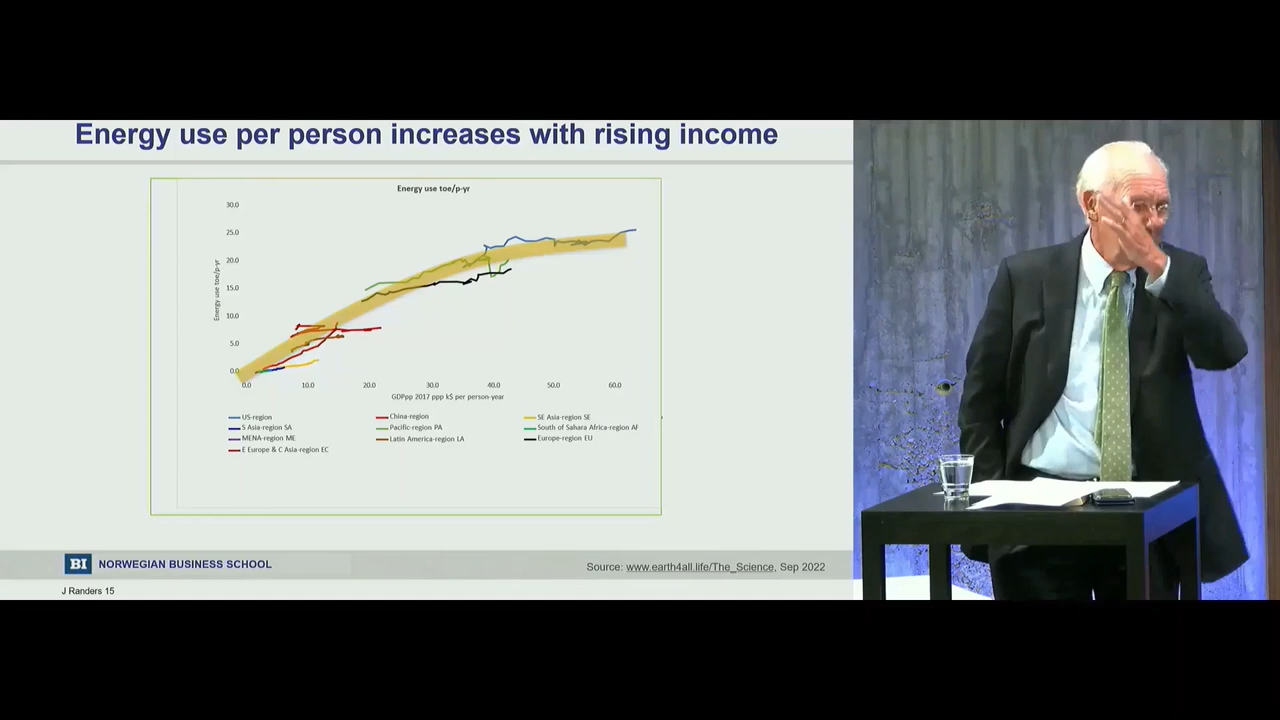 Energy use per person increases with rising income
Energy use toe/p-yr
30.0
25.0
20.0
15.0
10.0
5.0
0.0
Energy use toe/p-yr
0.0 10.0 20.0 30.0 40.0 50.0 60.0
GDPpp 2017 ppp k$ per person-year
US-region China-region SE Asia-region SE
S Asia-region SA Pacific-region PA South of Sahara Africa-region AF
MENA-region ME Latin America-region LA Europe-region EU
E Europe & C Asia-region EC
BI NORWEGIAN BUSINESS SCHOOL
Source: www.earth4all.life/The_Science, Sep 2022
J Randers 15